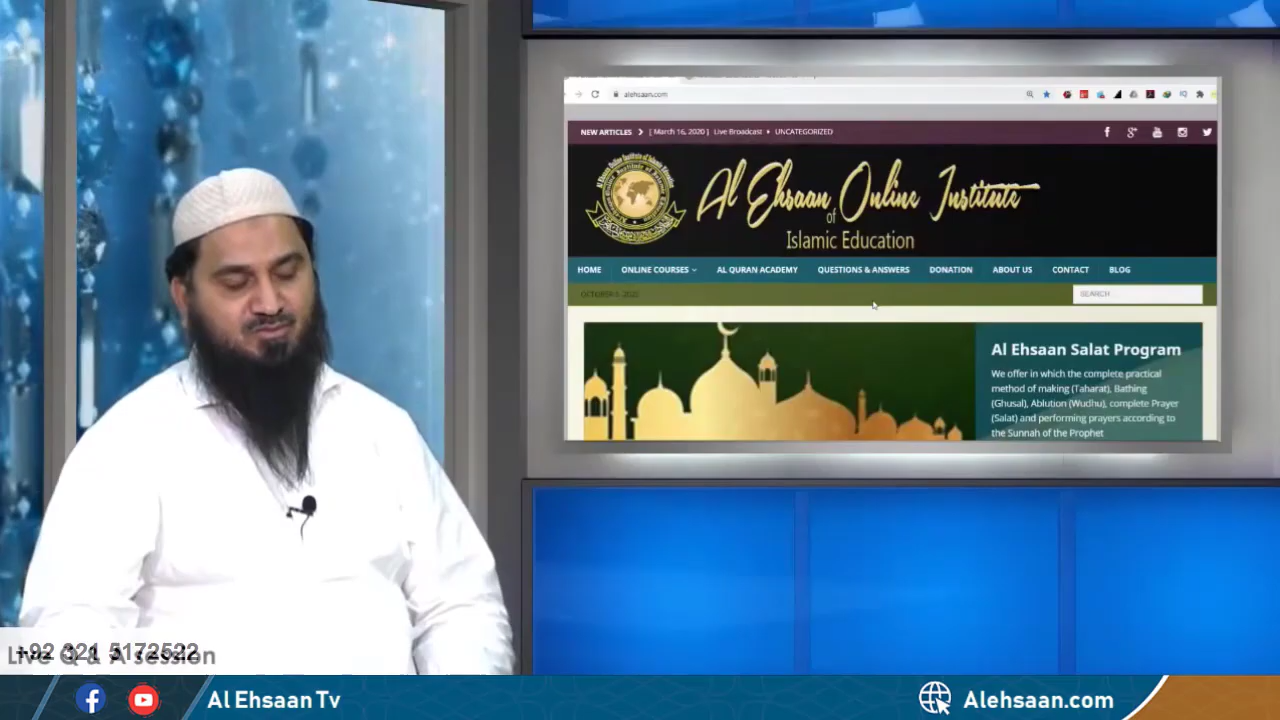 alehsaan.com
NEW ARTICLES [ March 16, 2020 ] Live Broadcast UNCATEGORIZED
Al Ehsaan Online Institute
of
Islamic Education
HOME ONLINE COURSES AL QURAN ACADEMY QUESTIONS & ANSWERS DONATION ABOUT US CONTACT BLOG
SEARCH
Al Ehsaan Salat Program
We offer in which the complete practical
method of making (Taharat), Bathing
(Ghusal), Ablution (Wudhu), complete Prayer
(Salat) and performing prayers according to
the Sunnah of the Prophet
+92 321 5172522
Live Q & A session
Al Ehsaan Tv
Alehsaan.com